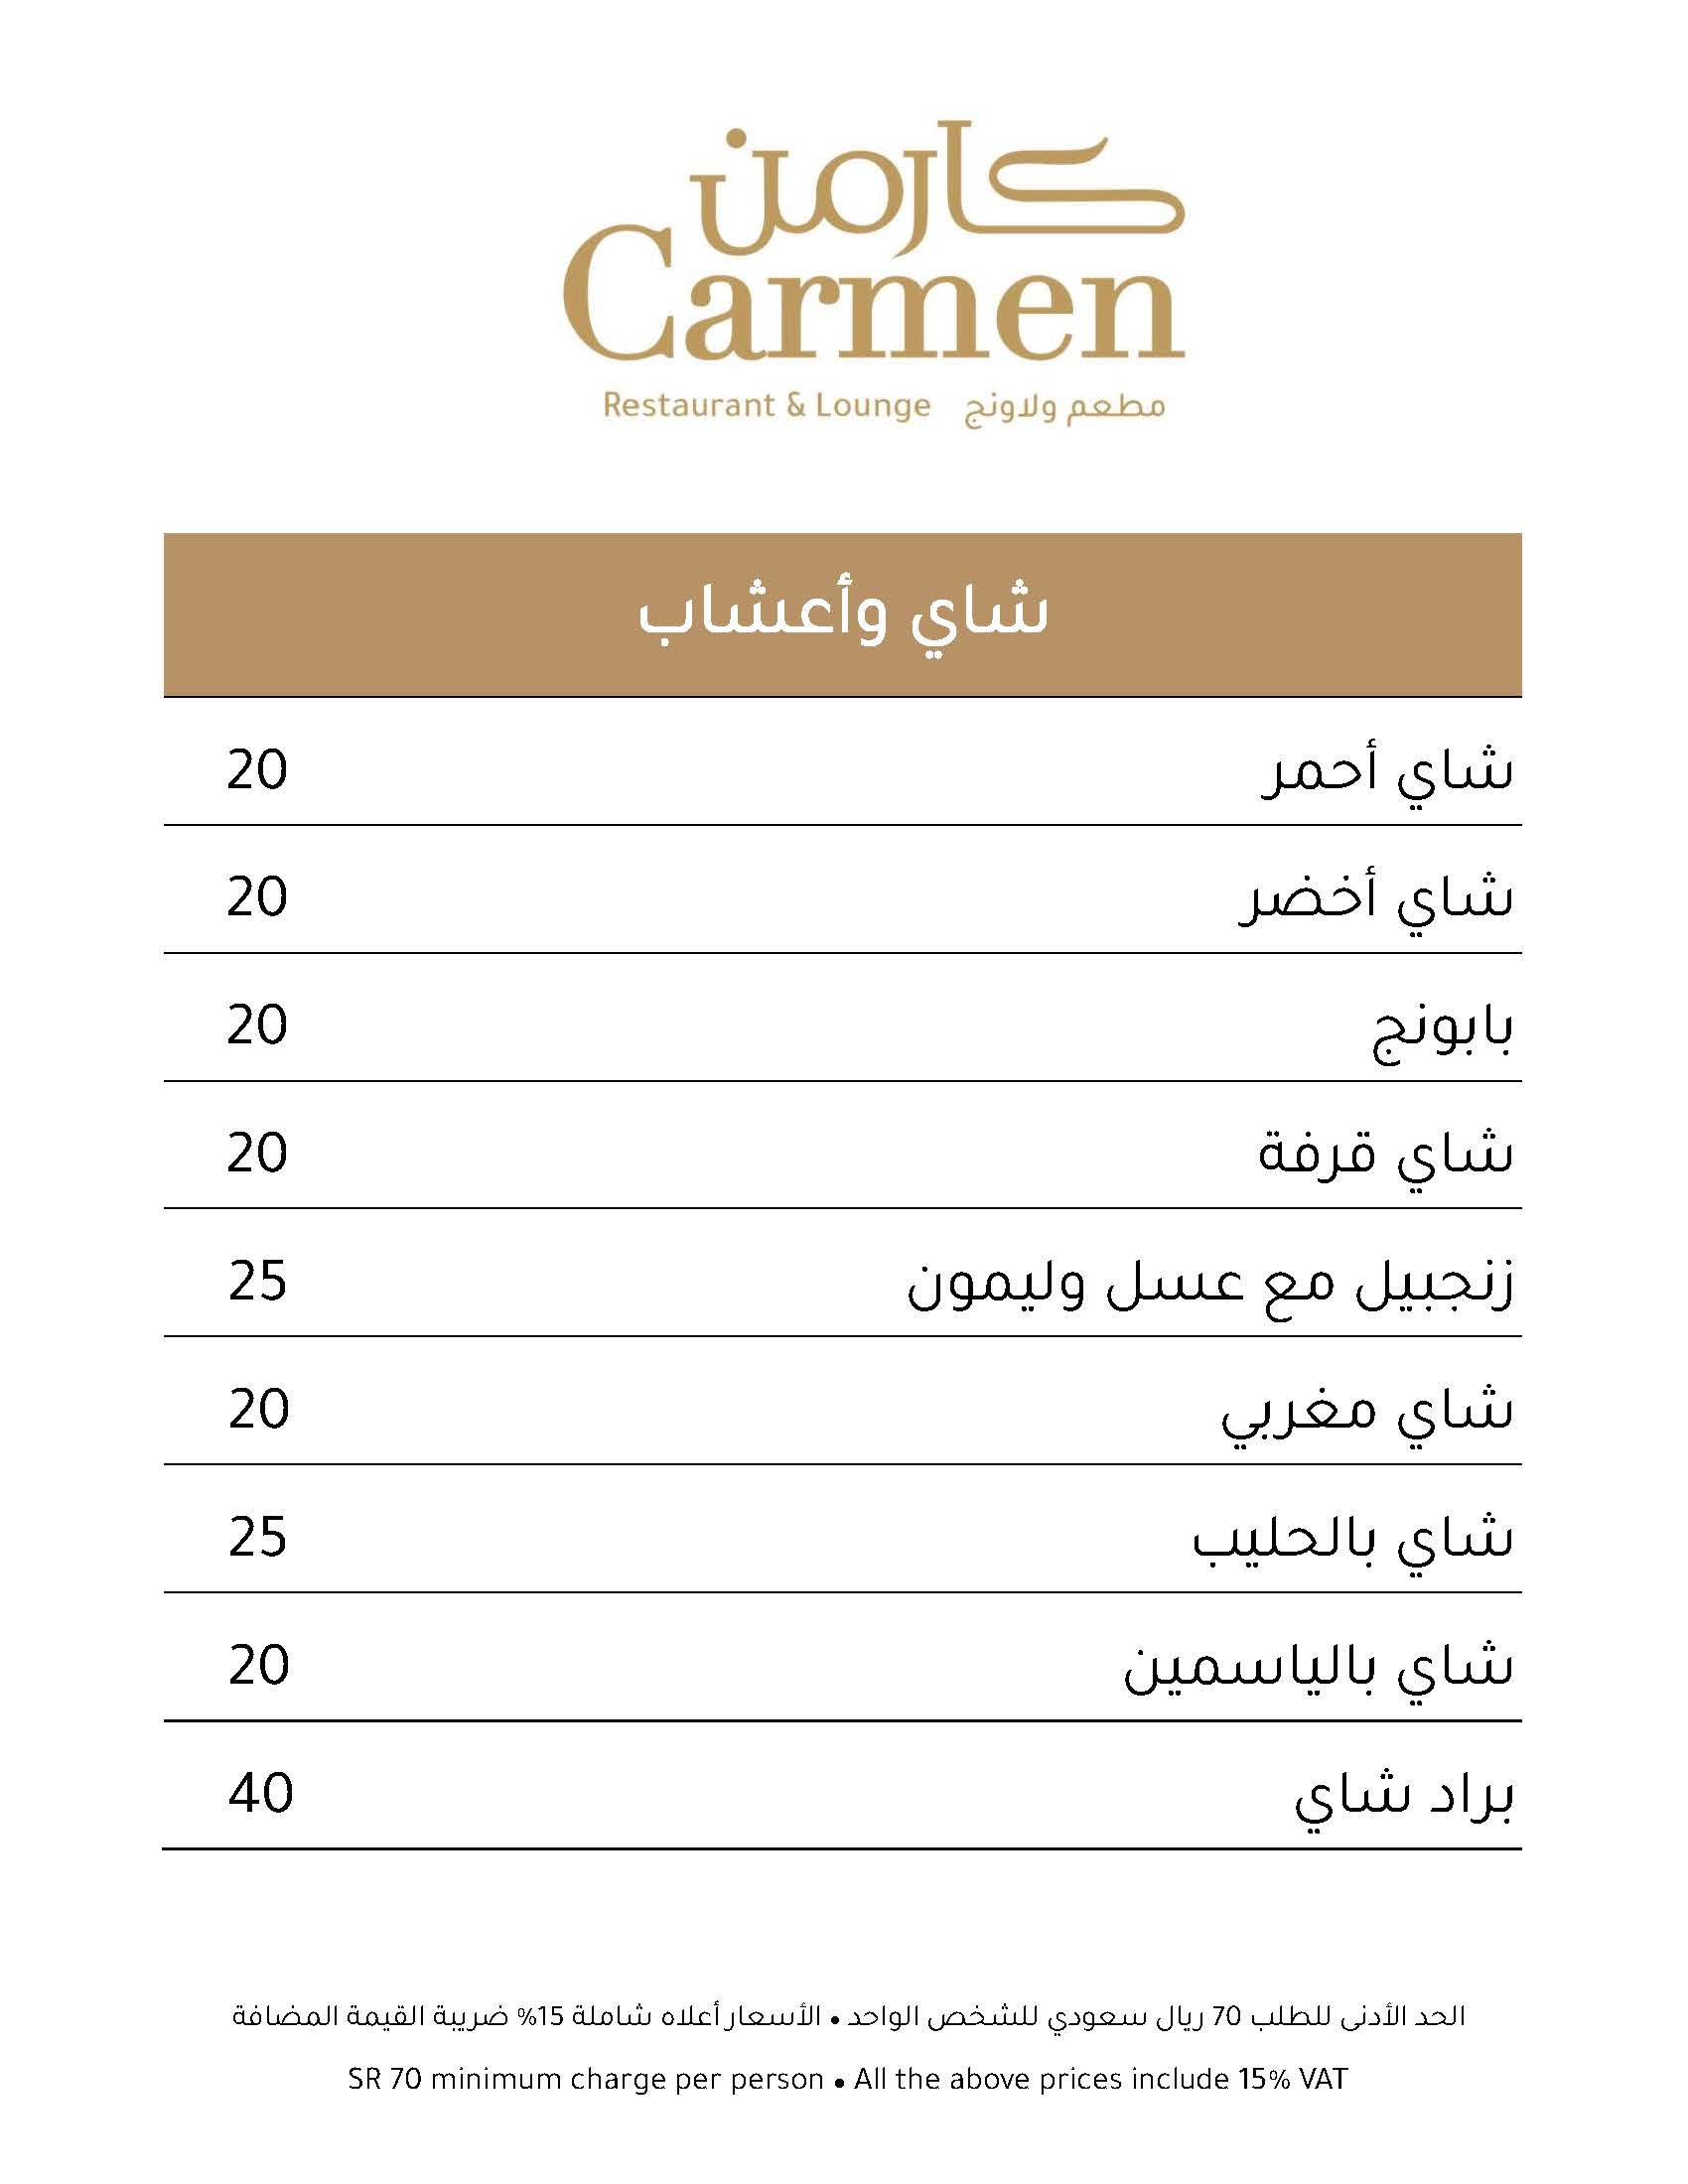 كارمن
Carmen
Restaurant & Lounge مطعم ولاونج
شاي وأعشاب
شاي أحمر 20
شاي أخضر 20
بابونج 20
شاي قرفة 20
زنجبيل مع عسل وليمون 25
شاي مغربي 20
شاي بالحليب 25
شاي بالياسمين 20
براد شاي 40
الحد الأدنى للطلب 70 ريال سعودي للشخص الواحد • الأسعار أعلاه شاملة 15% ضريبة القيمة المضافة
SR 70 minimum charge per person • All the above prices include 15% VAT